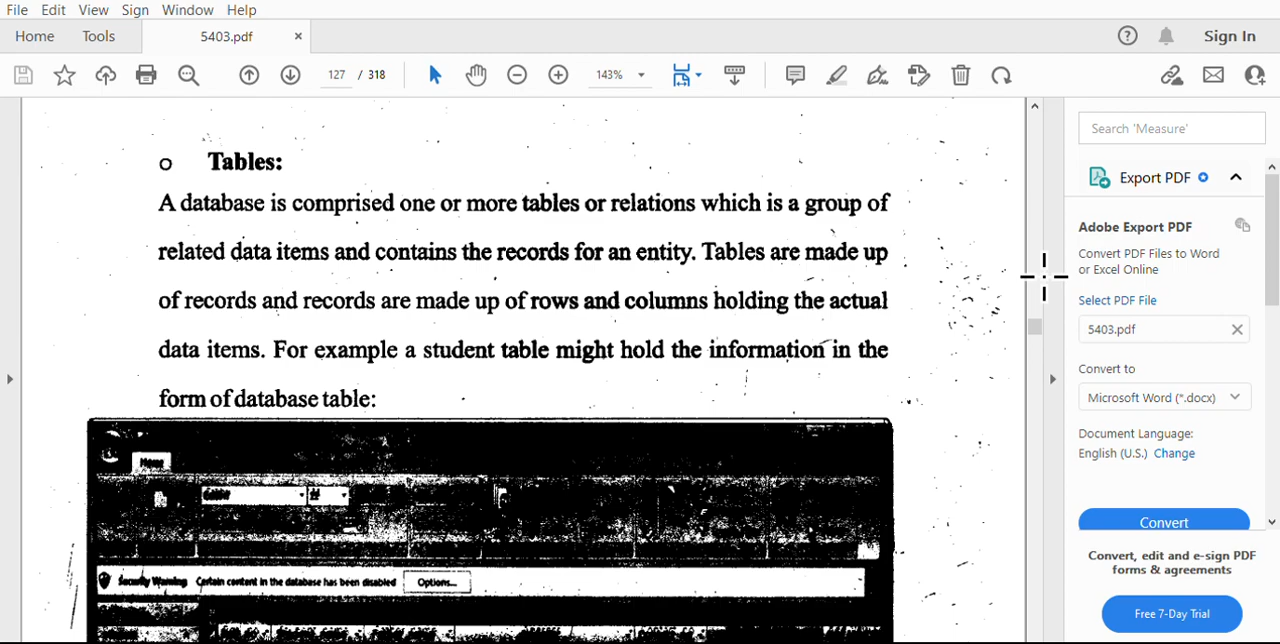 File Edit View Sign Window Help
Home Tools 5403.pdf × ? Sign In
127 / 318 143%
Search 'Measure'
Export PDF
Adobe Export PDF
Convert PDF Files to Word
or Excel Online
Select PDF File
5403.pdf
Convert to
Microsoft Word (*.docx)
Document Language:
English (U.S.) Change
Convert
Convert, edit and e-sign PDF
forms & agreements
Free 7-Day Trial
o Tables:
A database is comprised one or more tables or relations which is a group of
related data items and contains the records for an entity. Tables are made up
of records and records are made up of rows and columns holding the actual
data items. For example a student table might hold the information in the
form of database table:
Home
Security Warning Certain content in the database has been disabled Options...